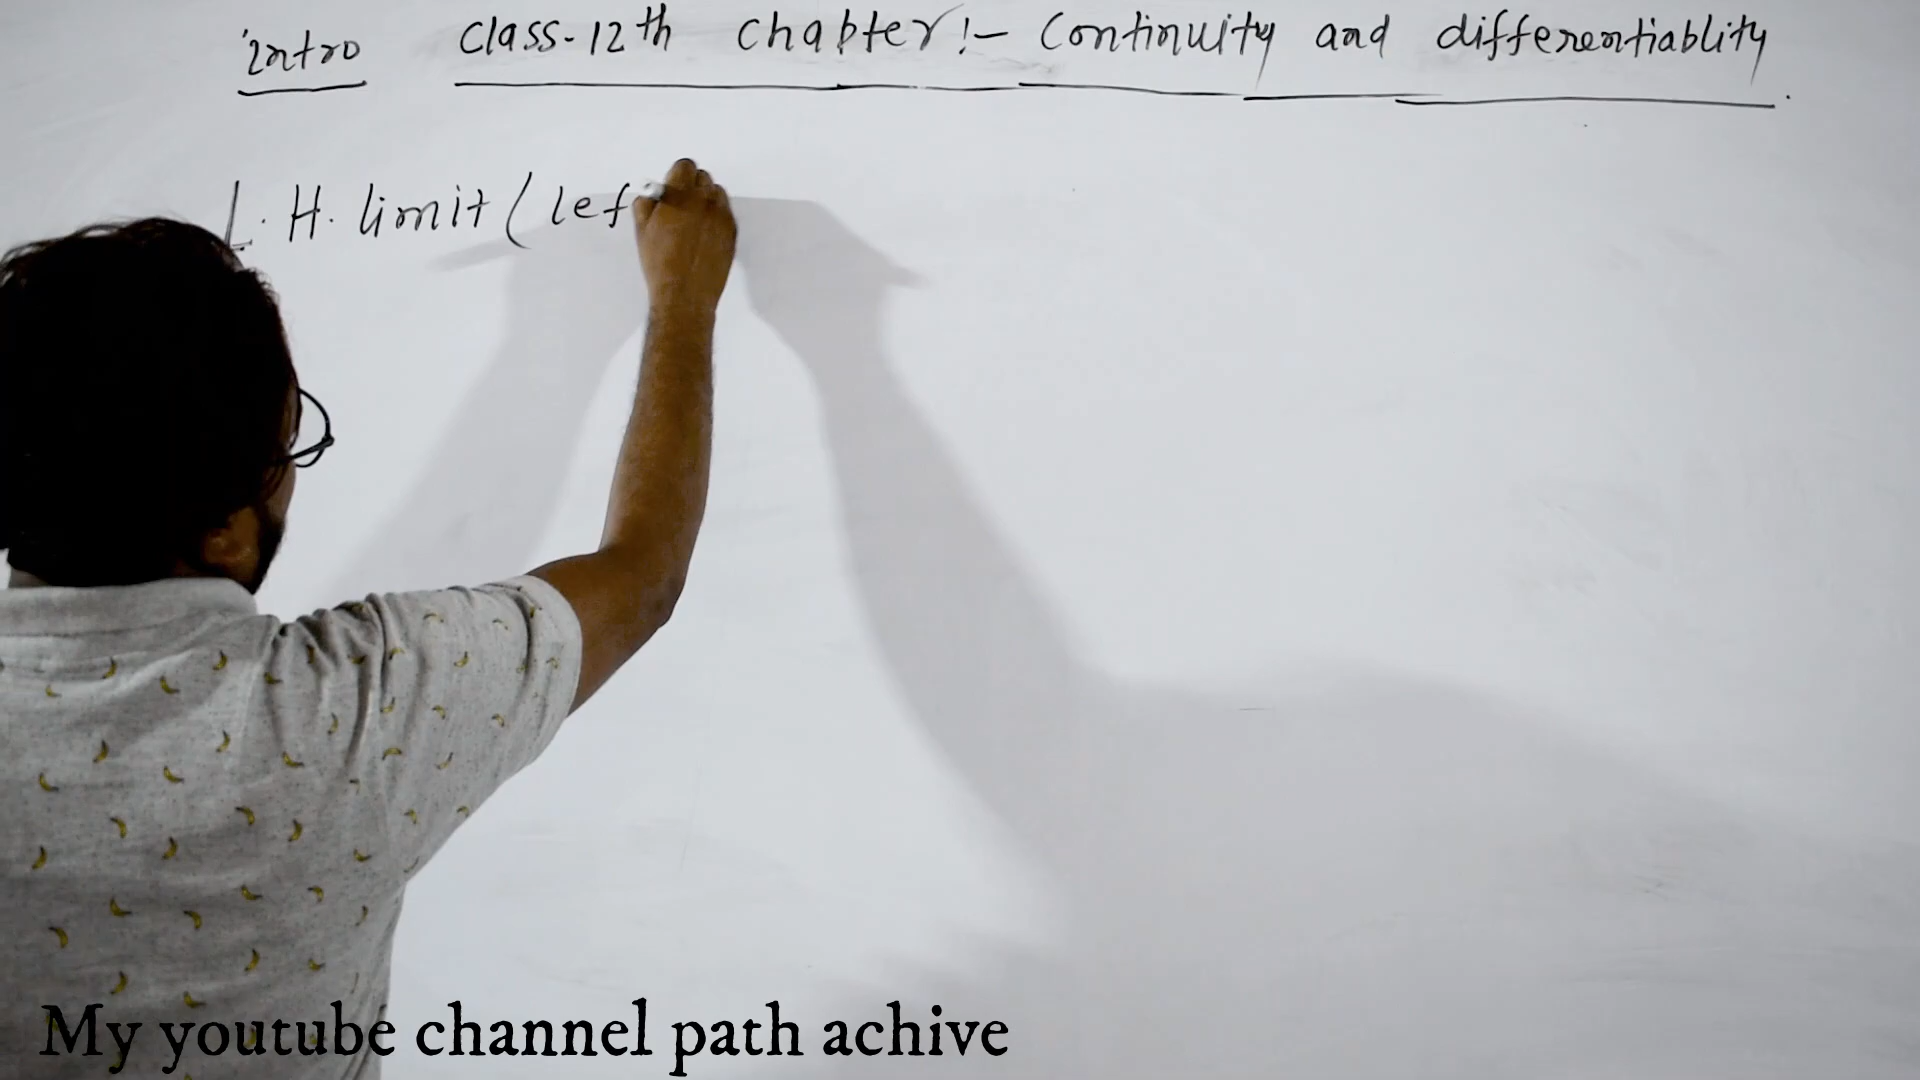 Intro Class-12th Chapter:- Continuity and differentiablity
L.H. limit (lef
My youtube channel path achive